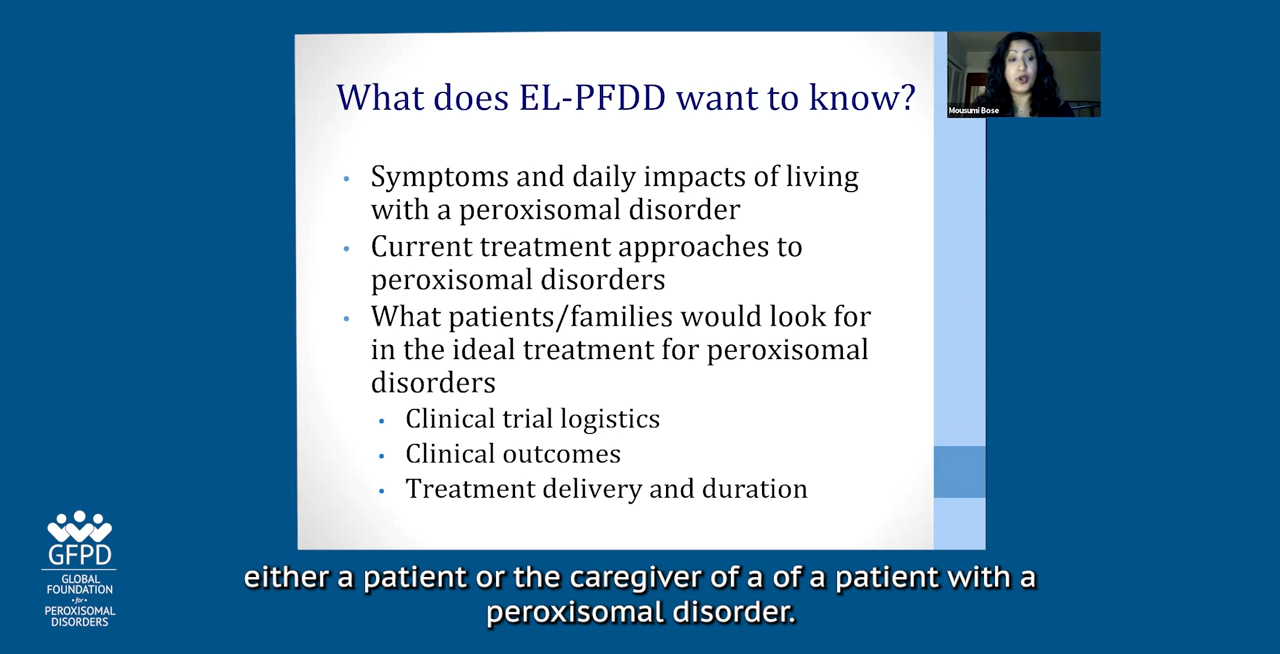 What does EL-PFDD want to know?
Mousumi Bose
• Symptoms and daily impacts of living
with a peroxisomal disorder
• Current treatment approaches to
peroxisomal disorders
• What patients/families would look for
in the ideal treatment for peroxisomal
disorders
• Clinical trial logistics
• Clinical outcomes
• Treatment delivery and duration
GFPD
GLOBAL
FOUNDATION
•for•
PEROXISOMAL
DISORDERS
either a patient or the caregiver of a of a patient with a
peroxisomal disorder.